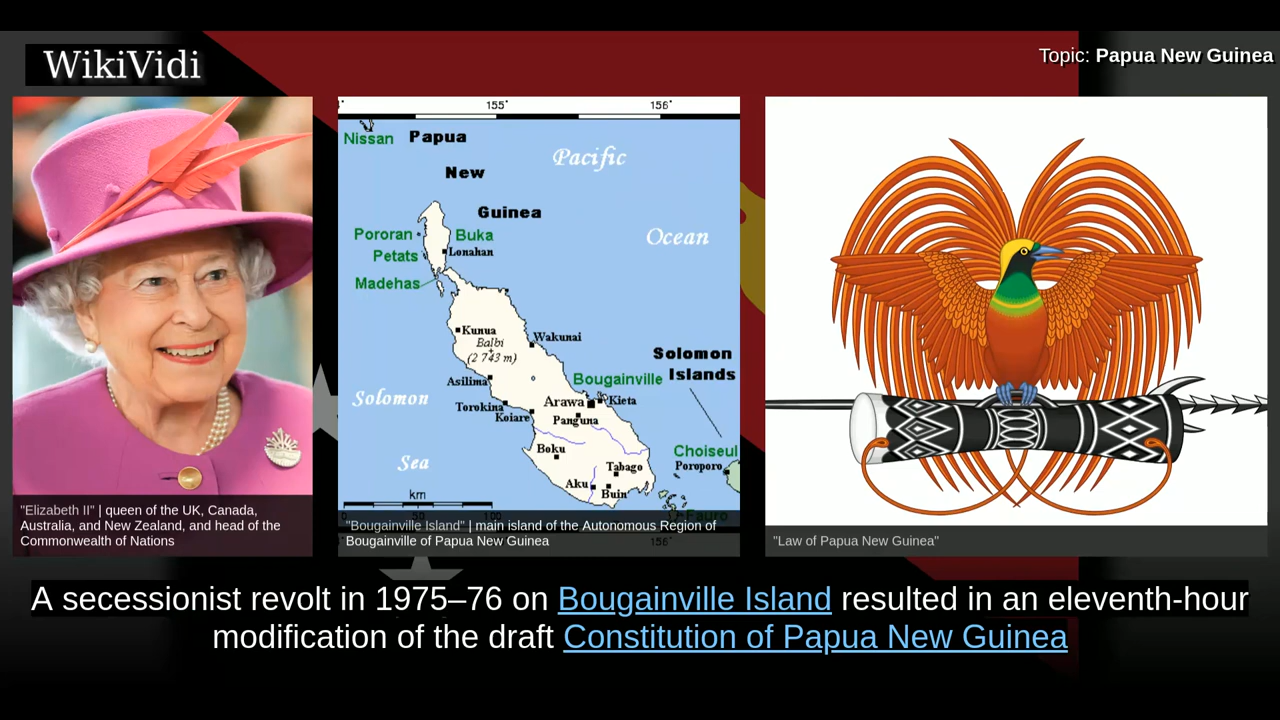 WikiVidi
Topic: Papua New Guinea
"Elizabeth II" | queen of the UK, Canada,
Australia, and New Zealand, and head of the
Commonwealth of Nations
155°
156°
Nissan
Papua
New
Guinea
Pacific
Ocean
Pororan
Buka
Petats
Lonahan
Madehas
Kunua
Balbi
(2 743 m)
Wakunai
Solomon
Islands
Asilima
Bougainville
Solomon
Torokina
Arawa
Kieta
Koiare
Panguna
Sea
Boku
Choiseul
Tabago
Poroporo
Aku
Buin
km
Fauro
156°
"Bougainville Island" | main island of the Autonomous Region of
Bougainville of Papua New Guinea
"Law of Papua New Guinea"
A secessionist revolt in 1975–76 on Bougainville Island resulted in an eleventh-hour
modification of the draft Constitution of Papua New Guinea